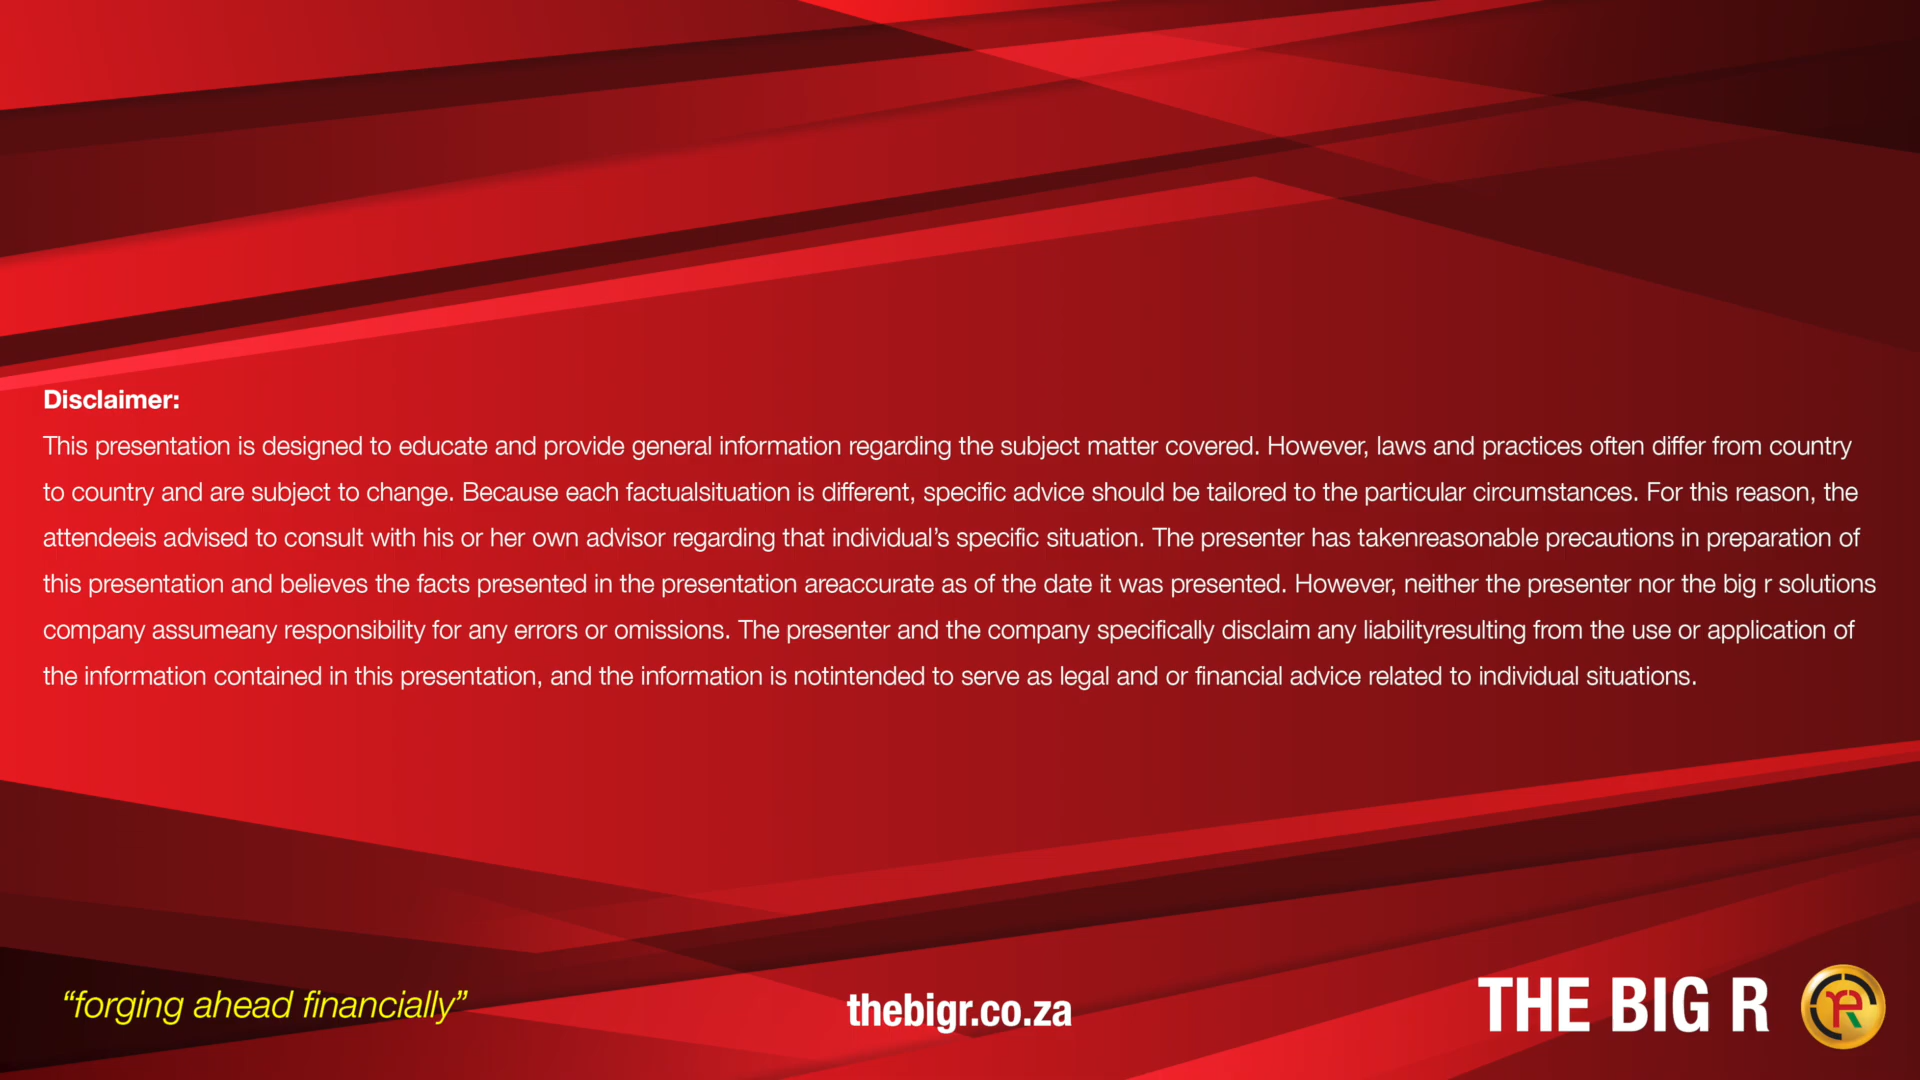 Disclaimer:
This presentation is designed to educate and provide general information regarding the subject matter covered. However, laws and practices often differ from country
to country and are subject to change. Because each factualsituation is different, specific advice should be tailored to the particular circumstances. For this reason, the
attendeeis advised to consult with his or her own advisor regarding that individual’s specific situation. The presenter has takenreasonable precautions in preparation of
this presentation and believes the facts presented in the presentation areaccurate as of the date it was presented. However, neither the presenter nor the big r solutions
company assumeany responsibility for any errors or omissions. The presenter and the company specifically disclaim any liabilityresulting from the use or application of
the information contained in this presentation, and the information is notintended to serve as legal and or financial advice related to individual situations.
“forging ahead financially”
thebigr.co.za
THE BIG R